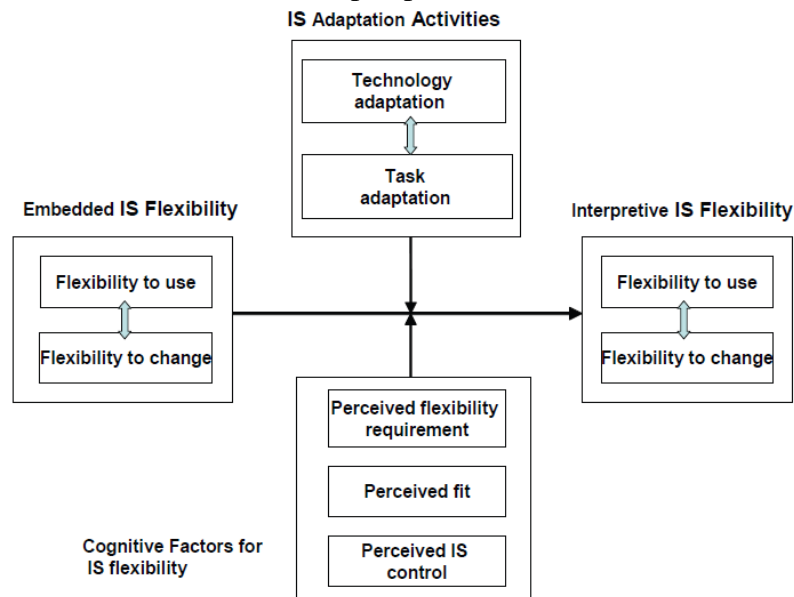 IS Adaptation Activities
Technology
adaptation
Task
adaptation
Embedded IS Flexibility
Flexibility to use
Flexibility to change
Interpretive IS Flexibility
Flexibility to use
Flexibility to change
Perceived flexibility
requirement
Perceived fit
Perceived IS
control
Cognitive Factors for
IS flexibility